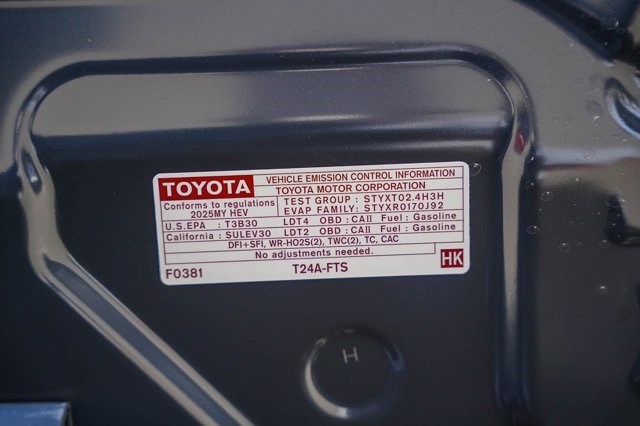 TOYOTA VEHICLE EMISSION CONTROL INFORMATION
TOYOTA MOTOR CORPORATION
Conforms to regulations
2025MY HEV
TEST GROUP : STYXT02.4H3H
EVAP FAMILY: STYXR0170J92
U.S.EPA : T3B30 LDT4 OBD : CAII Fuel : Gasoline
California : SULEV30 LDT2 OBD : CAII Fuel : Gasoline
DFI+SFI, WR-HO2S(2), TWC(2), TC, CAC
No adjustments needed.
F0381 T24A-FTS HK
H